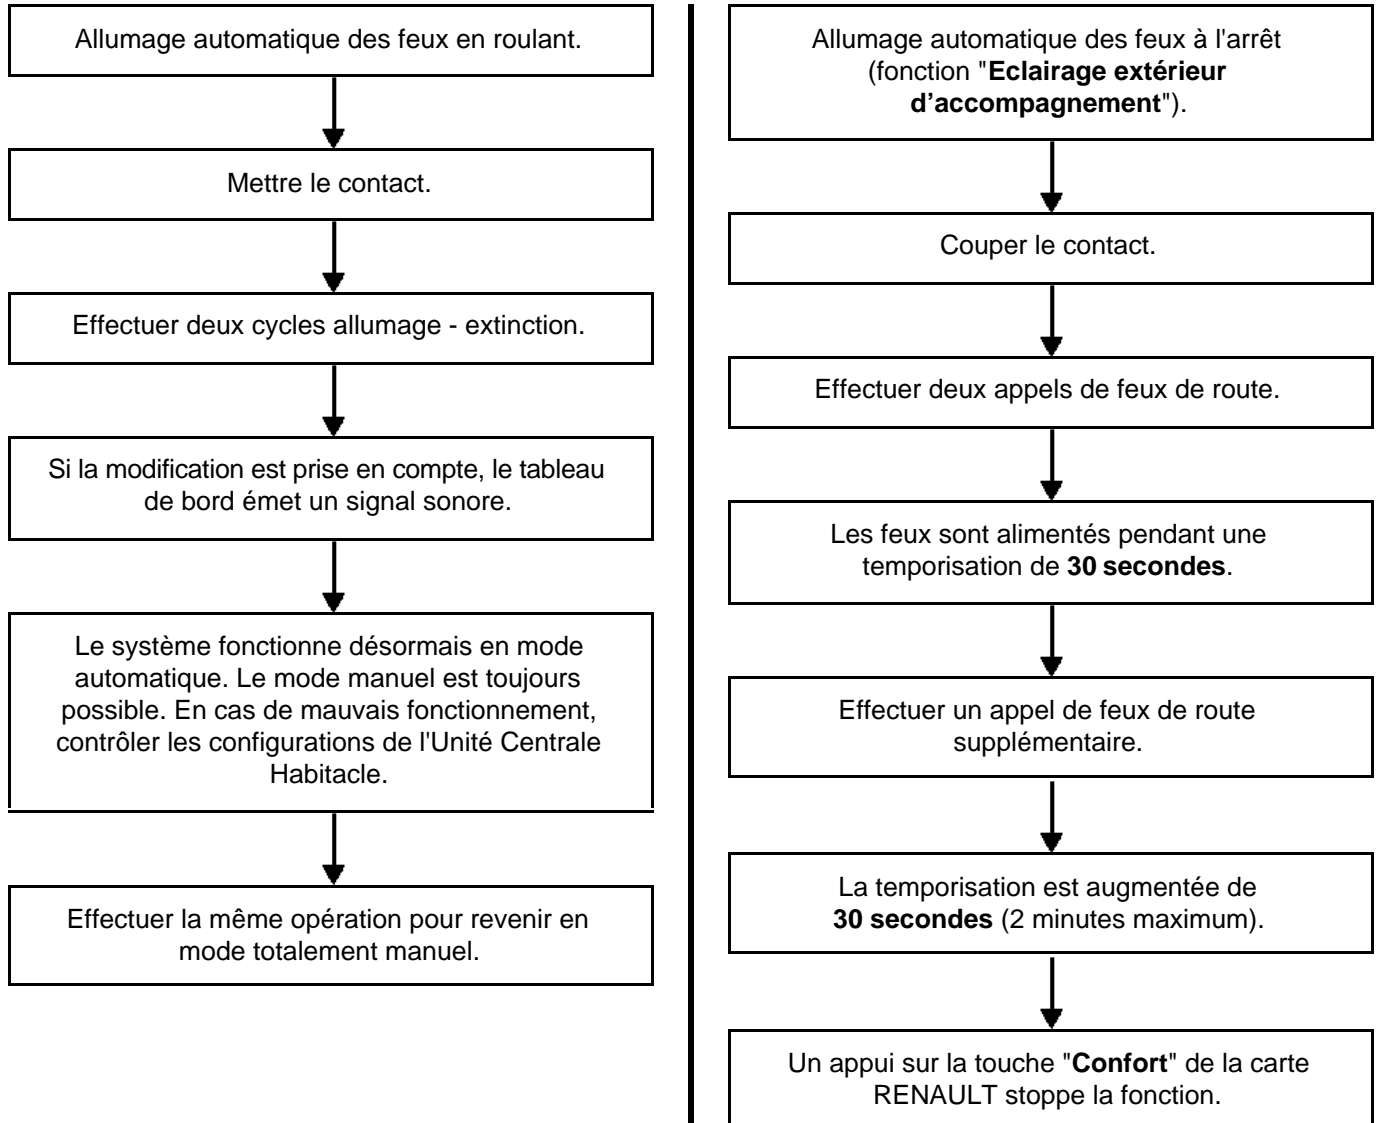 Allumage automatique des feux en roulant.
Mettre le contact.
Effectuer deux cycles allumage - extinction.
Si la modification est prise en compte, le tableau
de bord émet un signal sonore.
Le système fonctionne désormais en mode
automatique. Le mode manuel est toujours
possible. En cas de mauvais fonctionnement,
contrôler les configurations de l'Unité Centrale
Habitacle.
Effectuer la même opération pour revenir en
mode totalement manuel.
Allumage automatique des feux à l'arrêt
(fonction "Eclairage extérieur
d’accompagnement").
Couper le contact.
Effectuer deux appels de feux de route.
Les feux sont alimentés pendant une
temporisation de 30 secondes.
Effectuer un appel de feux de route
supplémentaire.
La temporisation est augmentée de
30 secondes (2 minutes maximum).
Un appui sur la touche "Confort" de la carte
RENAULT stoppe la fonction.